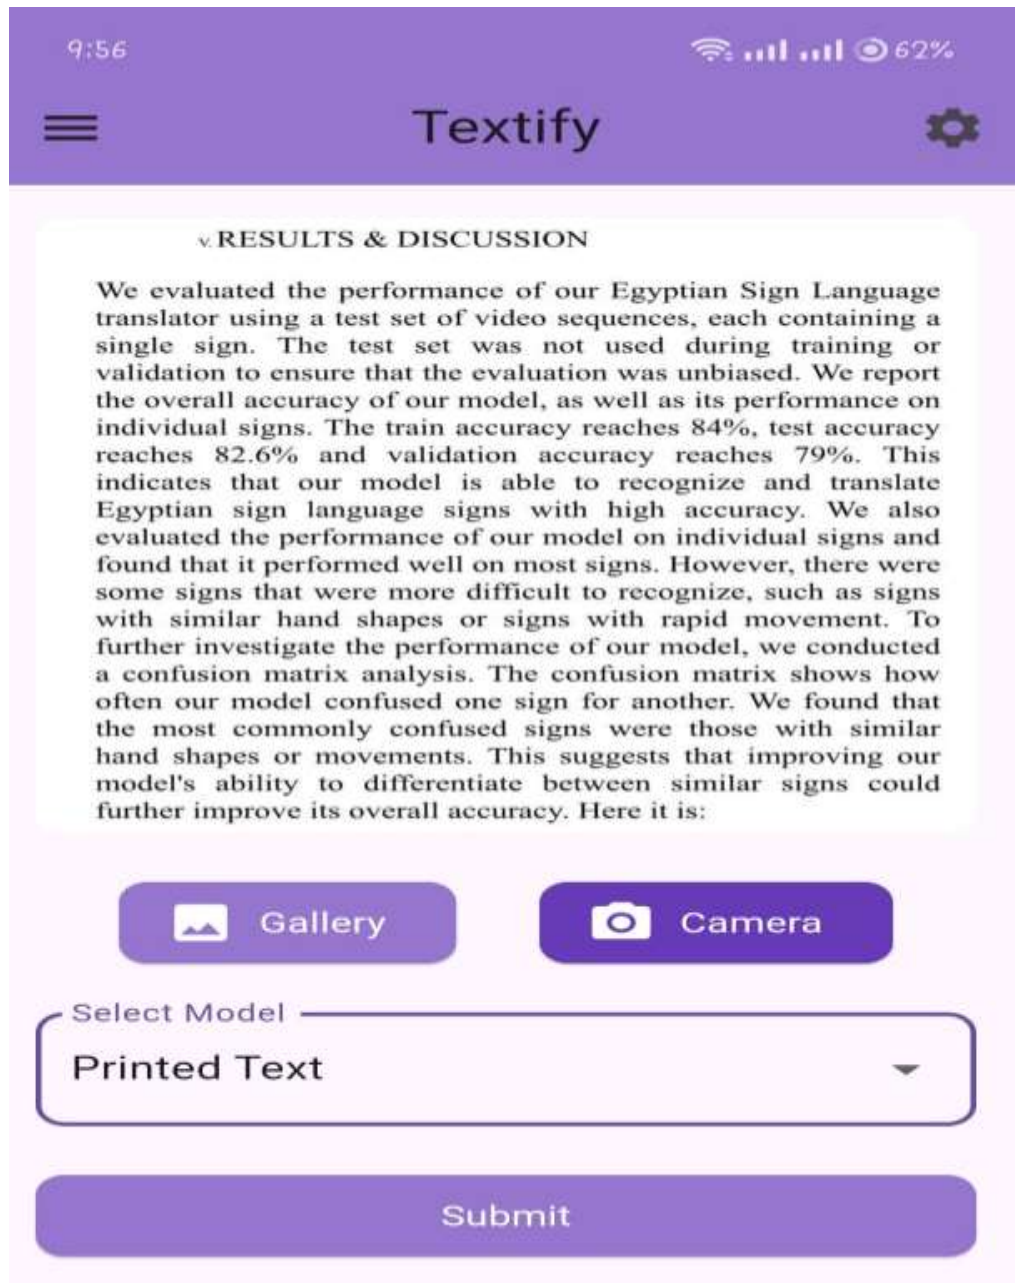 9:56 62%
Textify
v. RESULTS & DISCUSSION
We evaluated the performance of our Egyptian Sign Language
translator using a test set of video sequences, each containing a
single sign. The test set was not used during training or
validation to ensure that the evaluation was unbiased. We report
the overall accuracy of our model, as well as its performance on
individual signs. The train accuracy reaches 84%, test accuracy
reaches 82.6% and validation accuracy reaches 79%. This
indicates that our model is able to recognize and translate
Egyptian sign language signs with high accuracy. We also
evaluated the performance of our model on individual signs and
found that it performed well on most signs. However, there were
some signs that were more difficult to recognize, such as signs
with similar hand shapes or signs with rapid movement. To
further investigate the performance of our model, we conducted
a confusion matrix analysis. The confusion matrix shows how
often our model confused one sign for another. We found that
the most commonly confused signs were those with similar
hand shapes or movements. This suggests that improving our
model's ability to differentiate between similar signs could
further improve its overall accuracy. Here it is:
Gallery Camera
Select Model
Printed Text
Submit